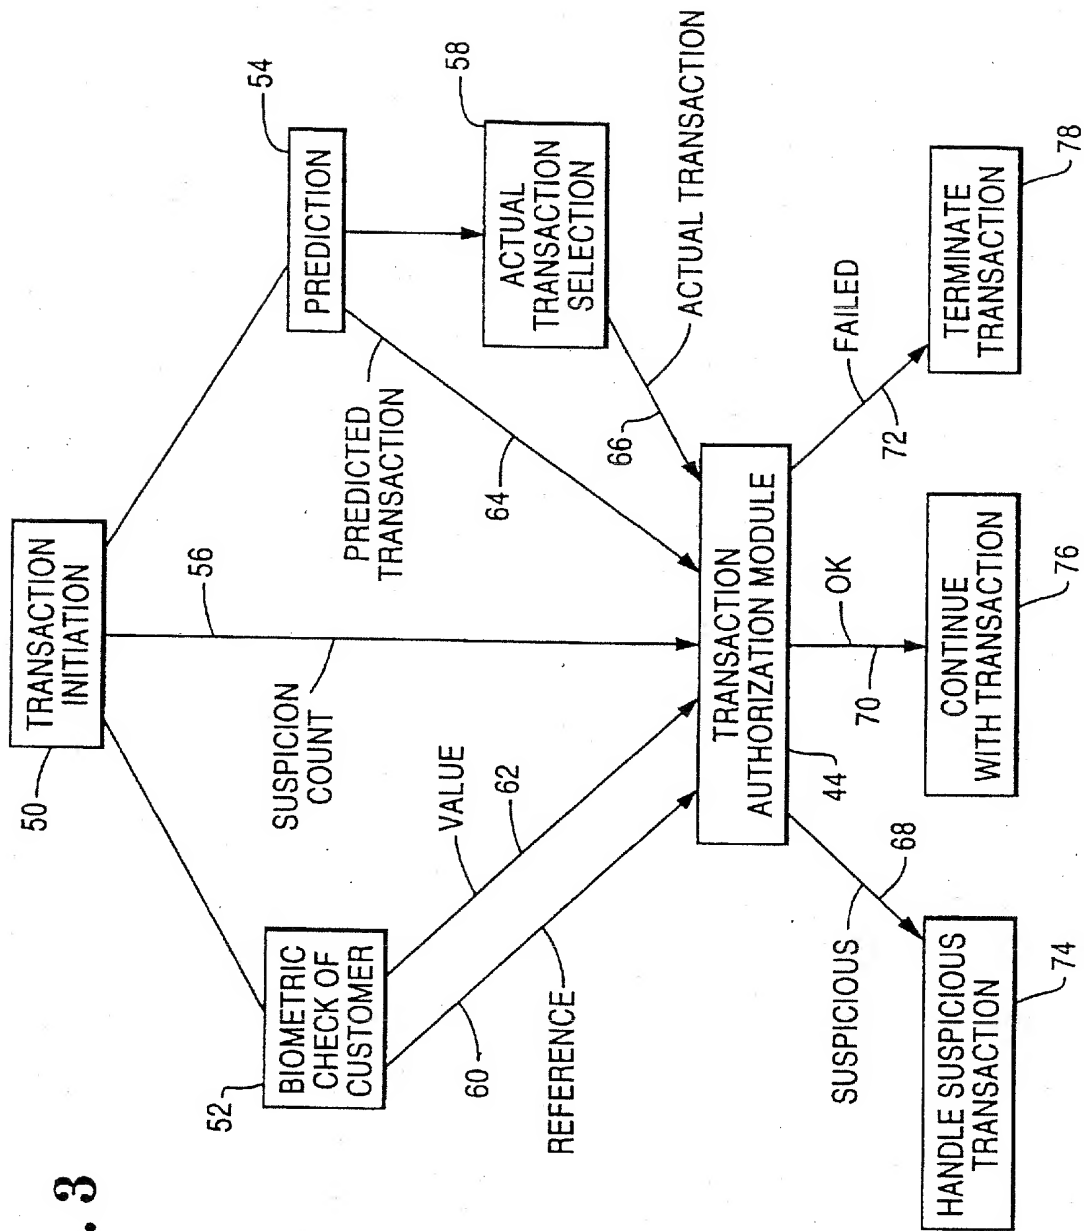 . 3
50
TRANSACTION
INITIATION
52
BIOMETRIC
CHECK OF
CUSTOMER
PREDICTION
54
SUSPICION
COUNT
56
PREDICTED
TRANSACTION
64
ACTUAL
TRANSACTION
SELECTION
58
VALUE
62
60
REFERENCE
66
ACTUAL TRANSACTION
TRANSACTION
AUTHORIZATION MODULE
44
SUSPICIOUS
68
70
OK
72
FAILED
HANDLE SUSPICIOUS
TRANSACTION
74
CONTINUE
WITH TRANSACTION
76
TERMINATE
TRANSACTION
78